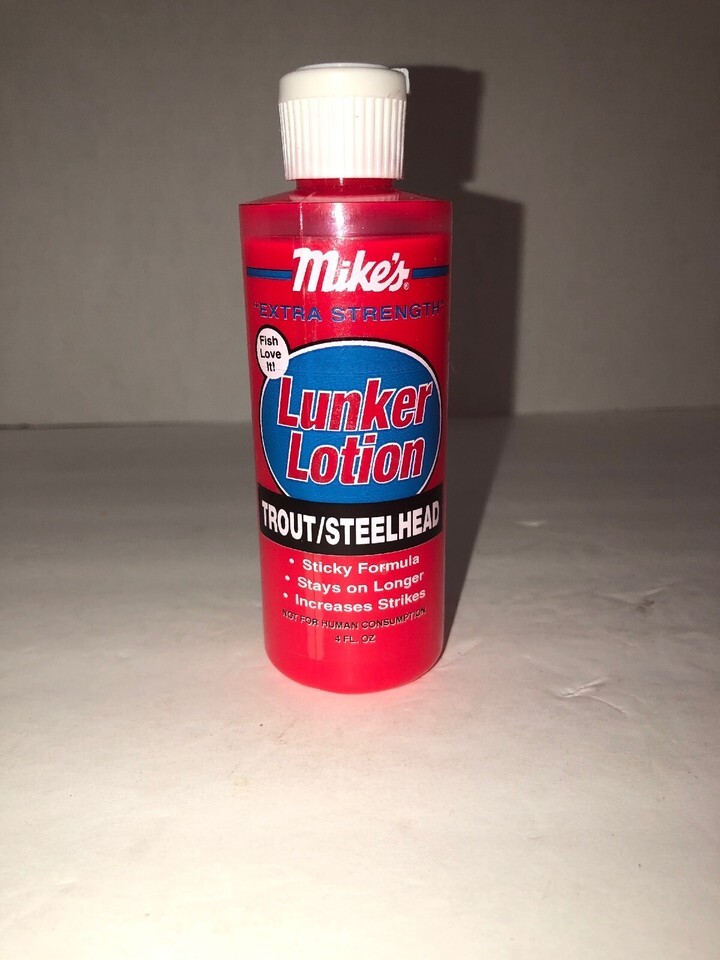 Mike's®
"EXTRA STRENGTH"
Fish
Love
It!
Lunker
Lotion
TROUT/STEELHEAD
• Sticky Formula
• Stays on Longer
• Increases Strikes
NOT FOR HUMAN CONSUMPTION
4 FL. OZ